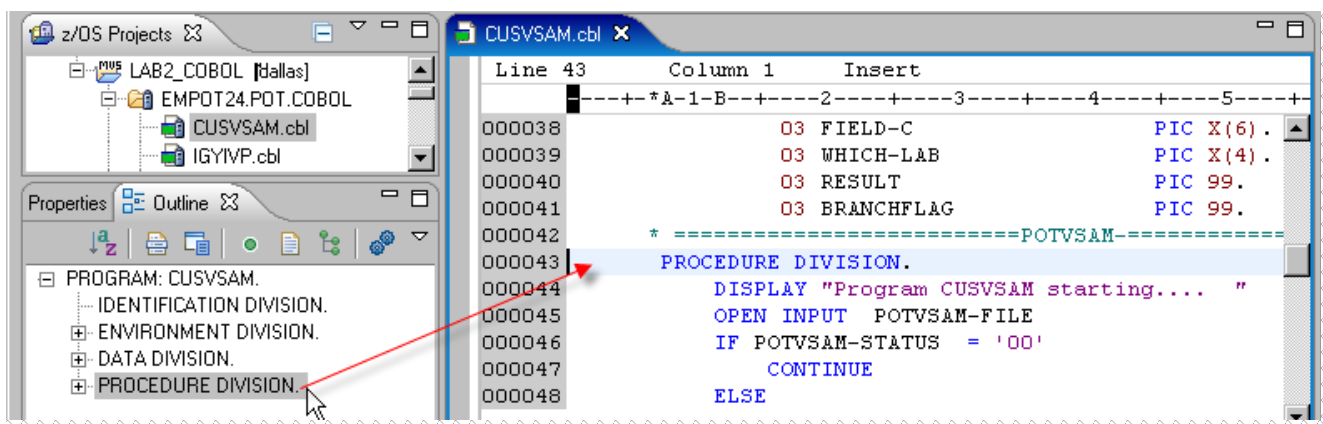 z/OS Projects
LAB2_COBOL [dallas]
EMPOT24.POT.COBOL
CUSVSAM.cbl
IGYIVP.cbl
Properties Outline
PROGRAM: CUSVSAM.
IDENTIFICATION DIVISION.
ENVIRONMENT DIVISION.
DATA DIVISION.
PROCEDURE DIVISION.
CUSVSAM.cbl
Line 43 Column 1 Insert
----+-*A-1-B--+----2----+----3----+----4----+----5----+-
000038 03 FIELD-C PIC X(6).
000039 03 WHICH-LAB PIC X(4).
000040 03 RESULT PIC 99.
000041 03 BRANCHFLAG PIC 99.
000042 * ==========================POTVSAM-============
000043 PROCEDURE DIVISION.
000044 DISPLAY "Program CUSVSAM starting.... "
000045 OPEN INPUT POTVSAM-FILE
000046 IF POTVSAM-STATUS = '00'
000047 CONTINUE
000048 ELSE